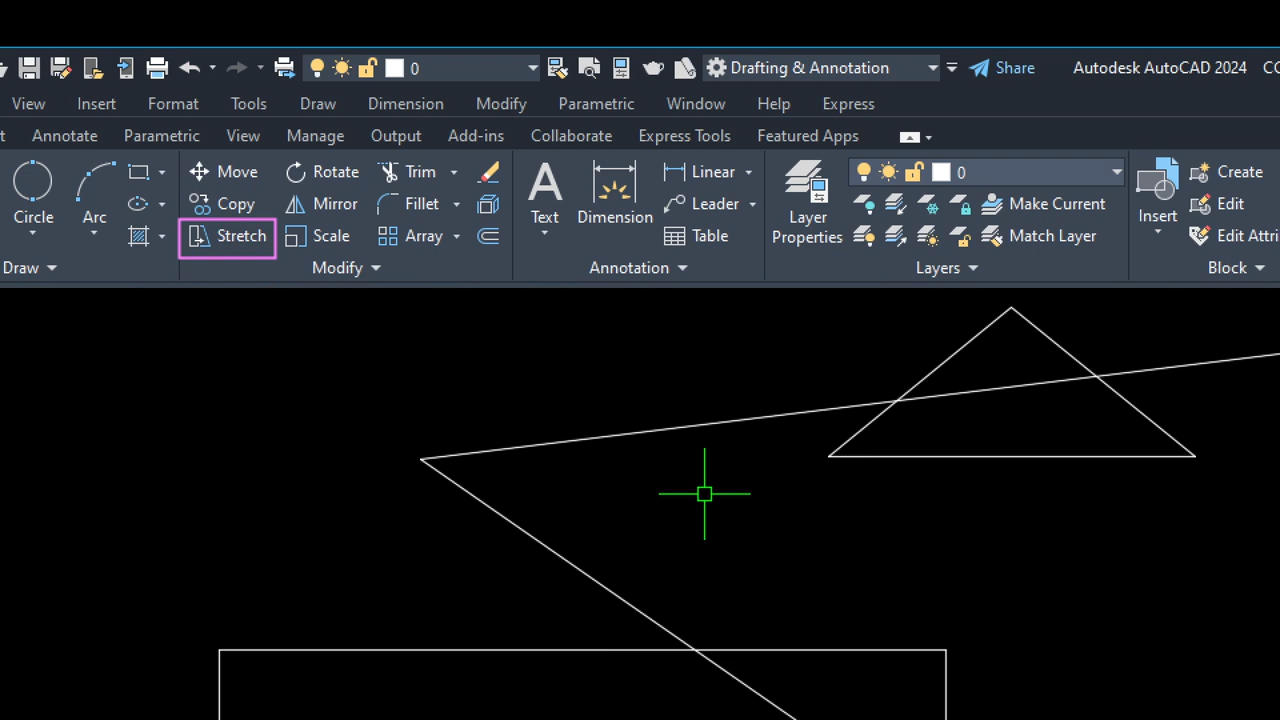 0 Drafting & Annotation Share Autodesk AutoCAD 2024
View Insert Format Tools Draw Dimension Modify Parametric Window Help Express
Annotate Parametric View Manage Output Add-ins Collaborate Express Tools Featured Apps
Move Rotate Trim Linear 0 Create
Copy Mirror Fillet Leader Make Current Edit
Circle Arc Text Dimension Layer Properties Insert
Stretch Scale Array Table Match Layer Edit Attri
Draw Modify Annotation Layers Block